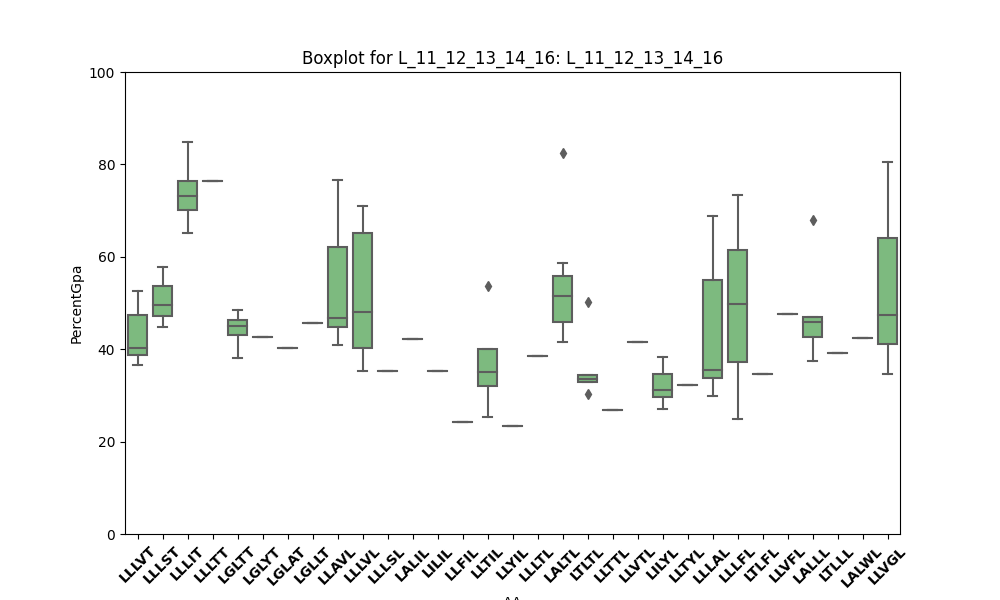 Boxplot for L_11_12_13_14_16: L_11_12_13_14_16
100
80
60
40
20
0
PercentGpa
LLLVT
LLLST
LLLIT
LLLTT
LGLTT
LGLYT
LGLAT
LGLLT
LLAVL
LLLVL
LLLSL
LALIL
LILIL
LLFIL
LLTIL
LLYIL
LLLTL
LALTL
LTLTL
LLTTL
LLVTL
LILYL
LLTYL
LLLAL
LLLFL
LTLFL
LLVFL
LALLL
LTLLL
LALWL
LLVGL
AA